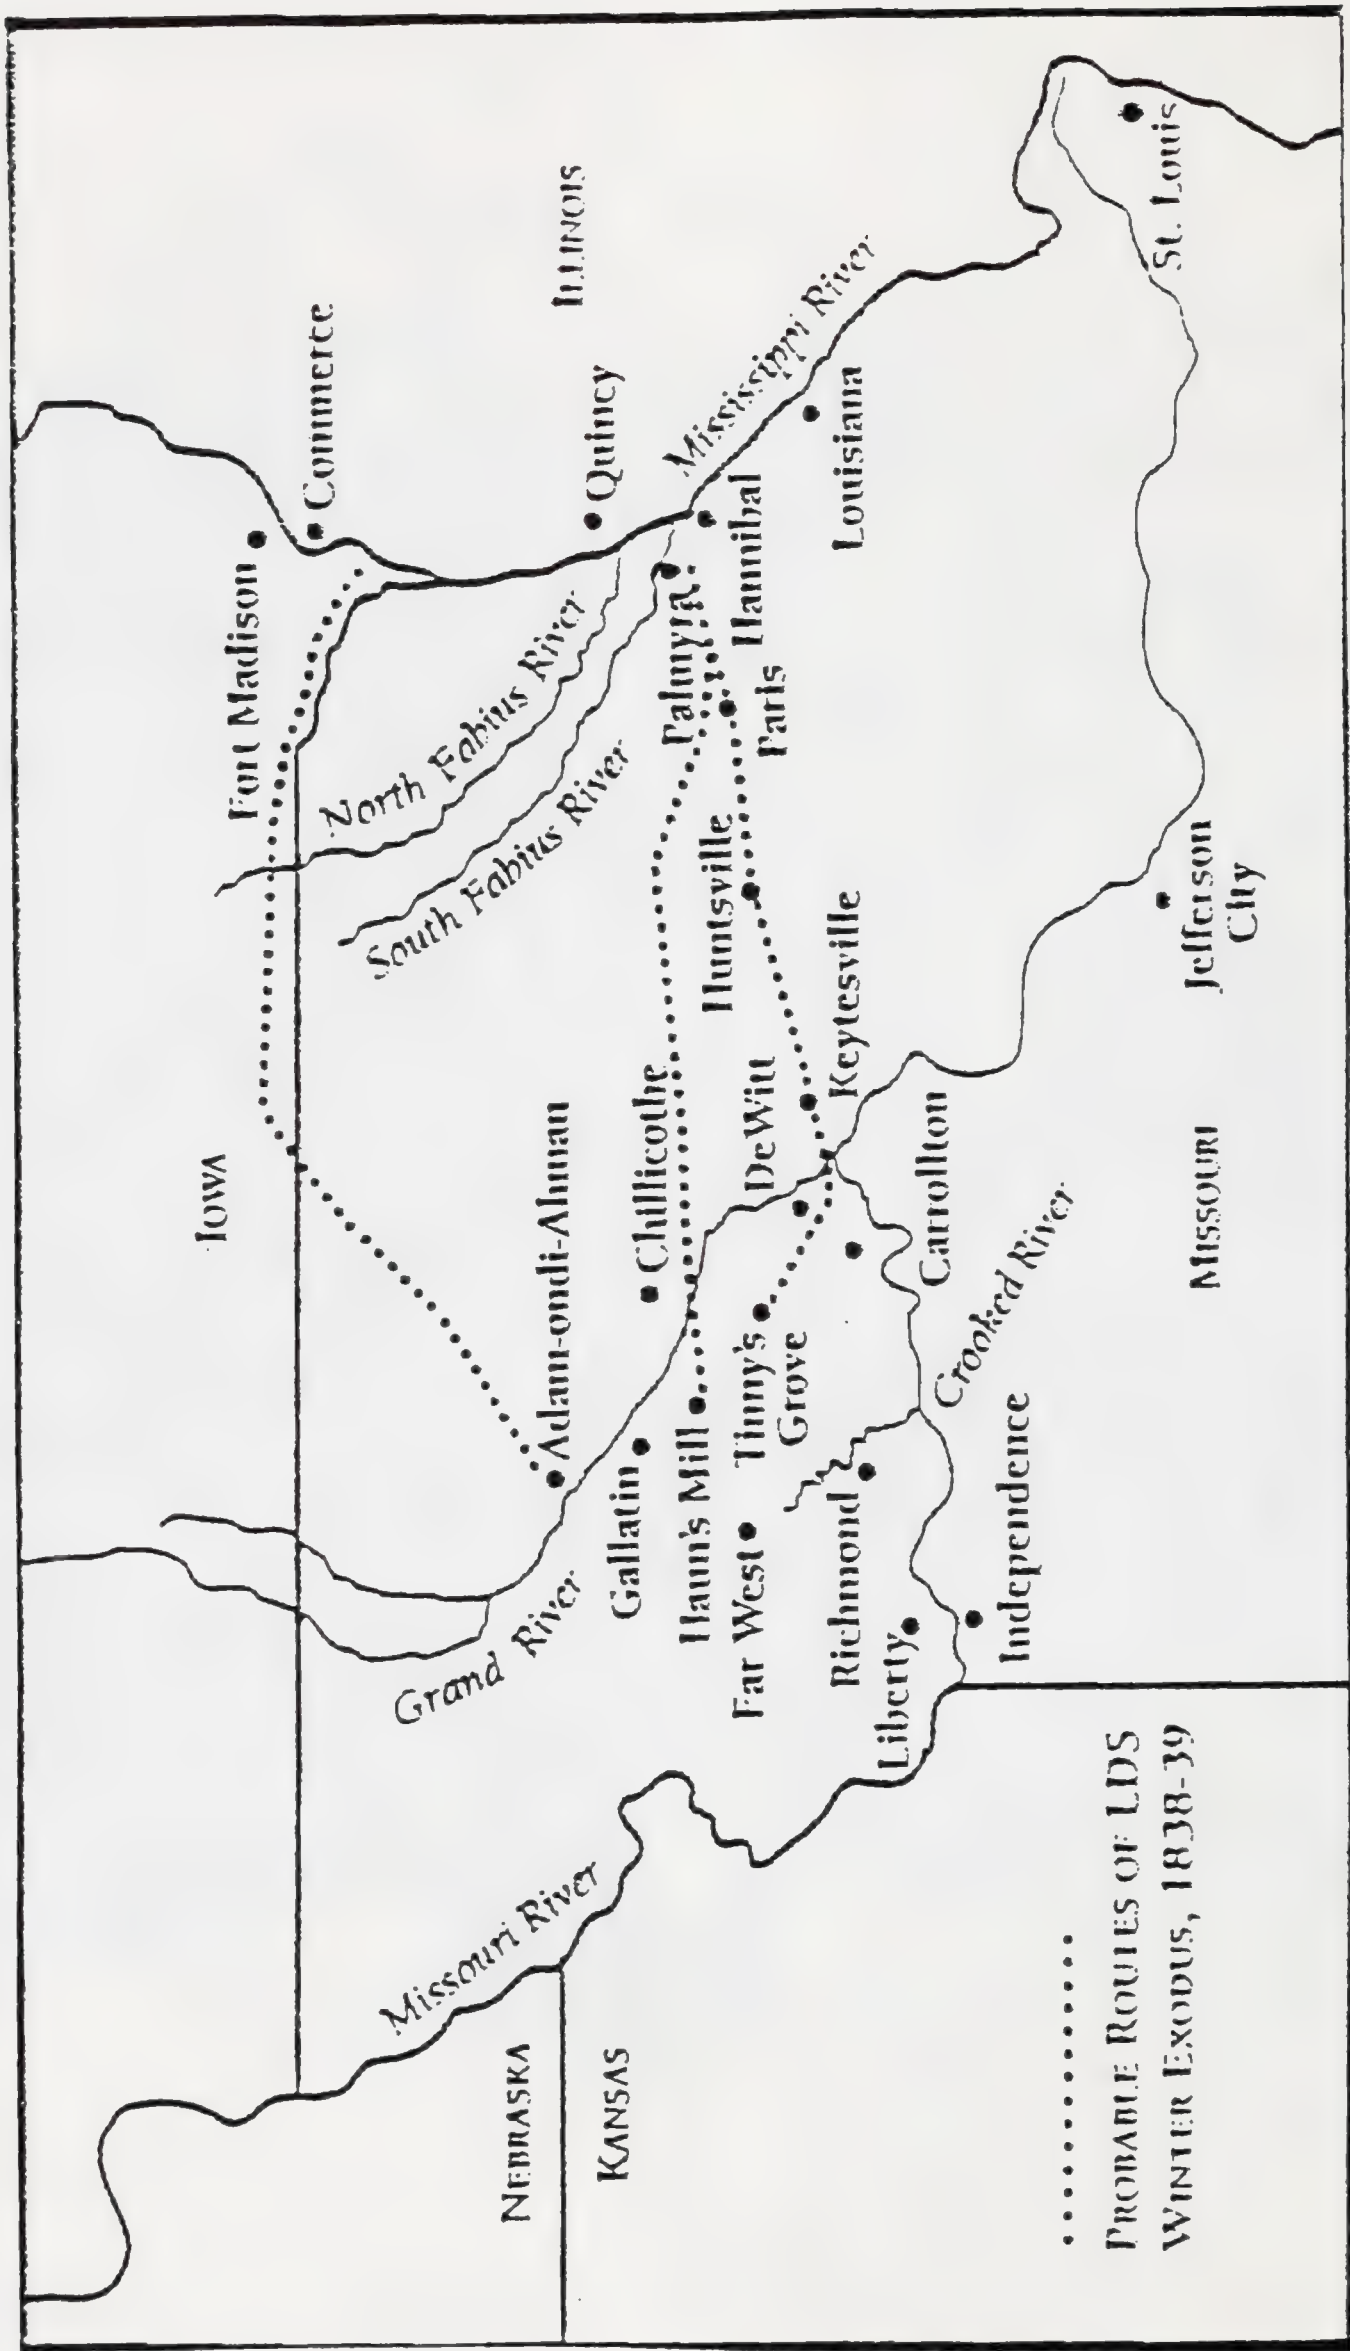 IOWA
Fort Madison
Commerce
ILLINOIS
Quincy
North Fabius River
South Fabius River
Mississippi River
Palmyra
Hannibal
Louisiana
Paris
Huntsville
Keytesville
DeWitt
Chillicothe
Adam-ondi-Ahman
Grand River
Gallatin
Haun's Mill
Tinny's
Grove
Far West
Carrollton
Crooked River
Richmond
Liberty
Independence
Missouri River
NEBRASKA
KANSAS
MISSOURI
Jefferson
City
St. Louis
PROBABLE ROUTES OF LDS
WINTER EXODUS, 1838-39